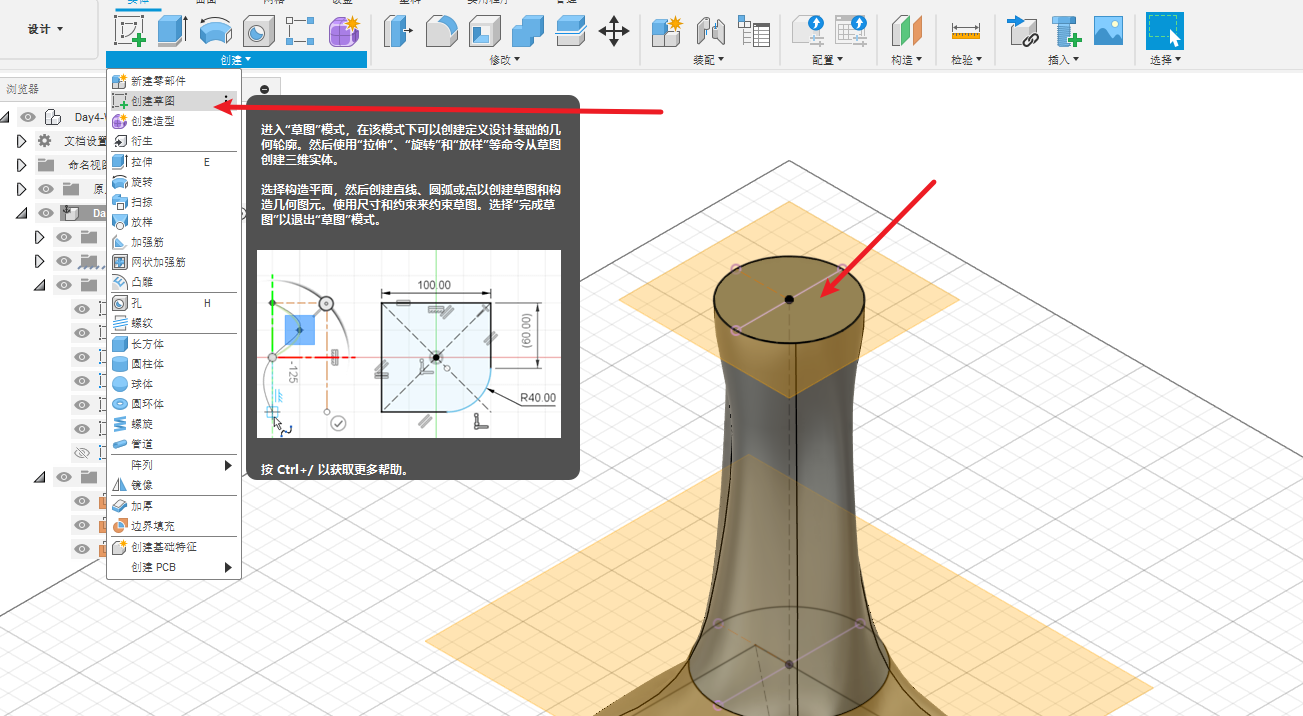 设计
创建
修改
装配
配置
构造
检验
插入
选择
浏览器
新建零部件
创建草图
创建造型
衍生
拉伸 E
旋转
扫掠
放样
加强筋
网状加强筋
凸雕
孔 H
螺纹
长方体
圆柱体
球体
圆环体
螺旋
管道
阵列
镜像
加厚
边界填充
创建基础特征
创建 PCB
Day4-
文档设置
命名视
原
Da
进入“草图”模式，在该模式下可以创建定义设计基础的几
何轮廓。然后使用“拉伸”、“旋转”和“放样”等命令从草图
创建三维实体。
选择构造平面，然后创建直线、圆弧或点以创建草图和构
造几何图元。使用尺寸和约束来约束草图。选择“完成草
图”以退出“草图”模式。
100.00
(60.00)
-125
R40.00
按 Ctrl+/ 以获取更多帮助。